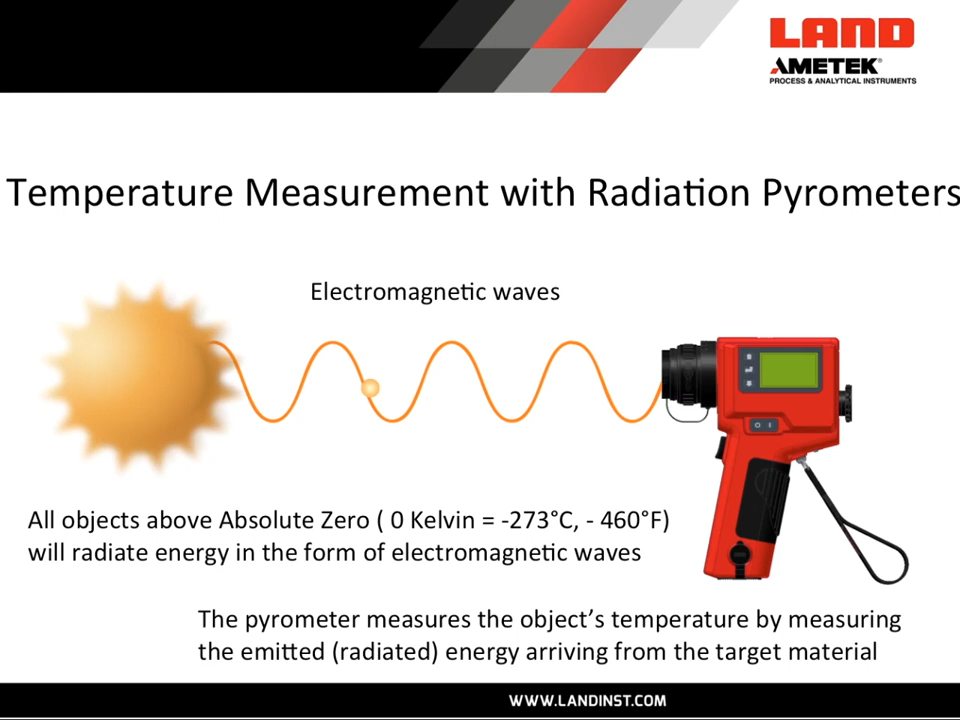 LAND
AMETEK®
PROCESS & ANALYTICAL INSTRUMENTS
Temperature Measurement with Radiation Pyrometers
Electromagnetic waves
O I
All objects above Absolute Zero ( 0 Kelvin = -273°C, - 460°F)
will radiate energy in the form of electromagnetic waves
The pyrometer measures the object’s temperature by measuring
the emitted (radiated) energy arriving from the target material
WWW.LANDINST.COM